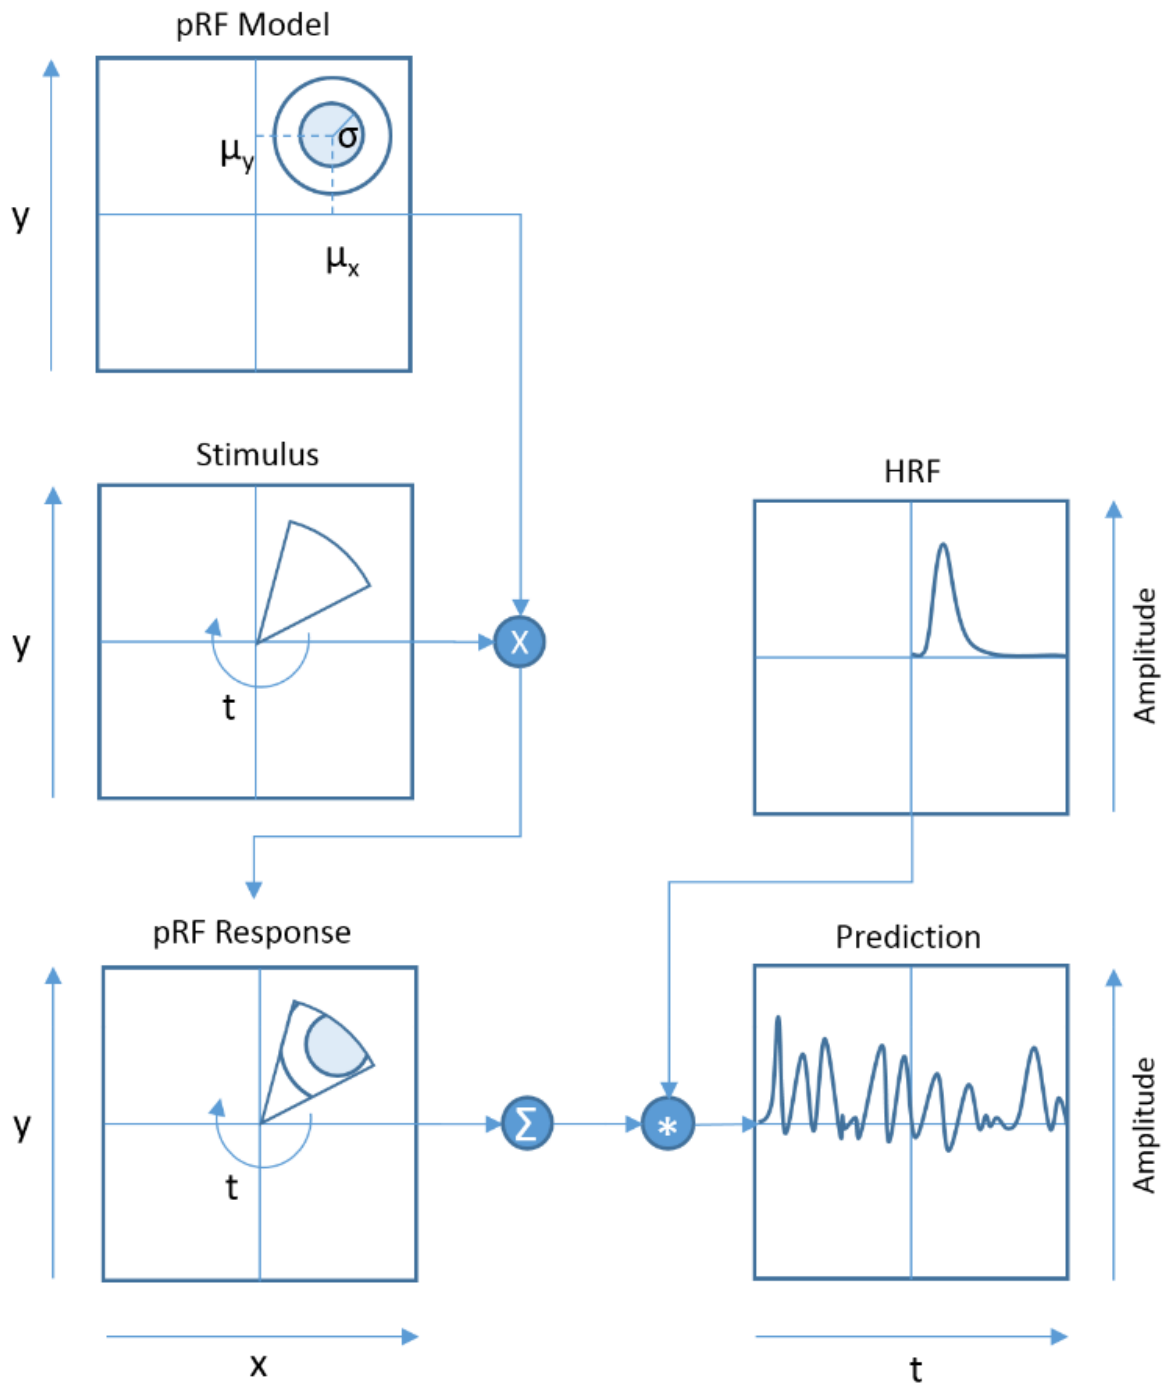 pRF Model
σ
μy
y
μx
Stimulus
HRF
y
X
Amplitude
t
pRF Response
Prediction
y
Σ
*
Amplitude
t
x
t